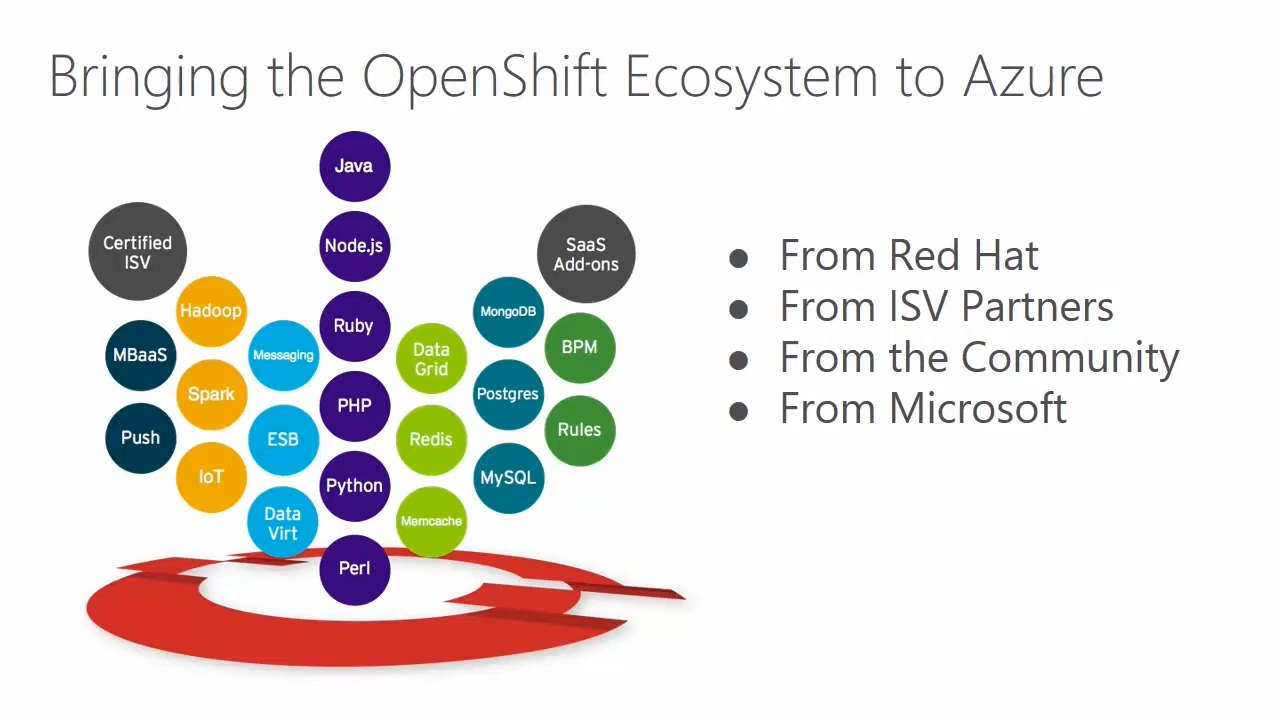 Bringing the OpenShift Ecosystem to Azure
Java
Node.js
Ruby
PHP
Python
Perl
Certified
ISV
MBaaS
Push
Hadoop
Spark
IoT
Messaging
ESB
Data
Virt
Data
Grid
Redis
Memcache
MongoDB
Postgres
MySQL
SaaS
Add-ons
BPM
Rules
● From Red Hat
● From ISV Partners
● From the Community
● From Microsoft